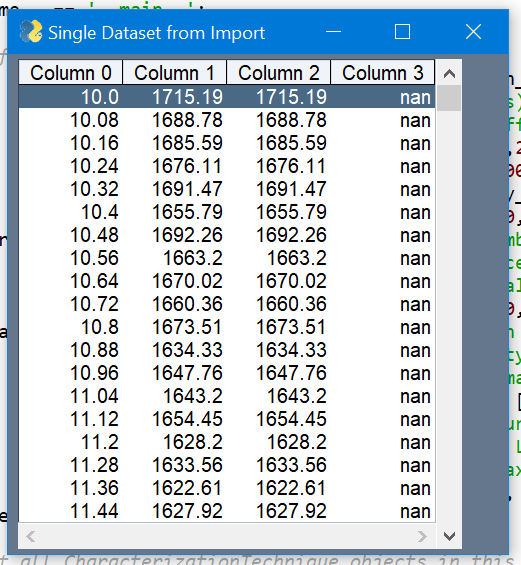 Single Dataset from Import
Column 0 Column 1 Column 2 Column 3
10.0 1715.19 1715.19 nan
10.08 1688.78 1688.78 nan
10.16 1685.59 1685.59 nan
10.24 1676.11 1676.11 nan
10.32 1691.47 1691.47 nan
10.4 1655.79 1655.79 nan
10.48 1692.26 1692.26 nan
10.56 1663.2 1663.2 nan
10.64 1670.02 1670.02 nan
10.72 1660.36 1660.36 nan
10.8 1673.51 1673.51 nan
10.88 1634.33 1634.33 nan
10.96 1647.76 1647.76 nan
11.04 1643.2 1643.2 nan
11.12 1654.45 1654.45 nan
11.2 1628.2 1628.2 nan
11.28 1633.56 1633.56 nan
11.36 1622.61 1622.61 nan
11.44 1627.92 1627.92 nan
all CharacterizationTechnique objects in this